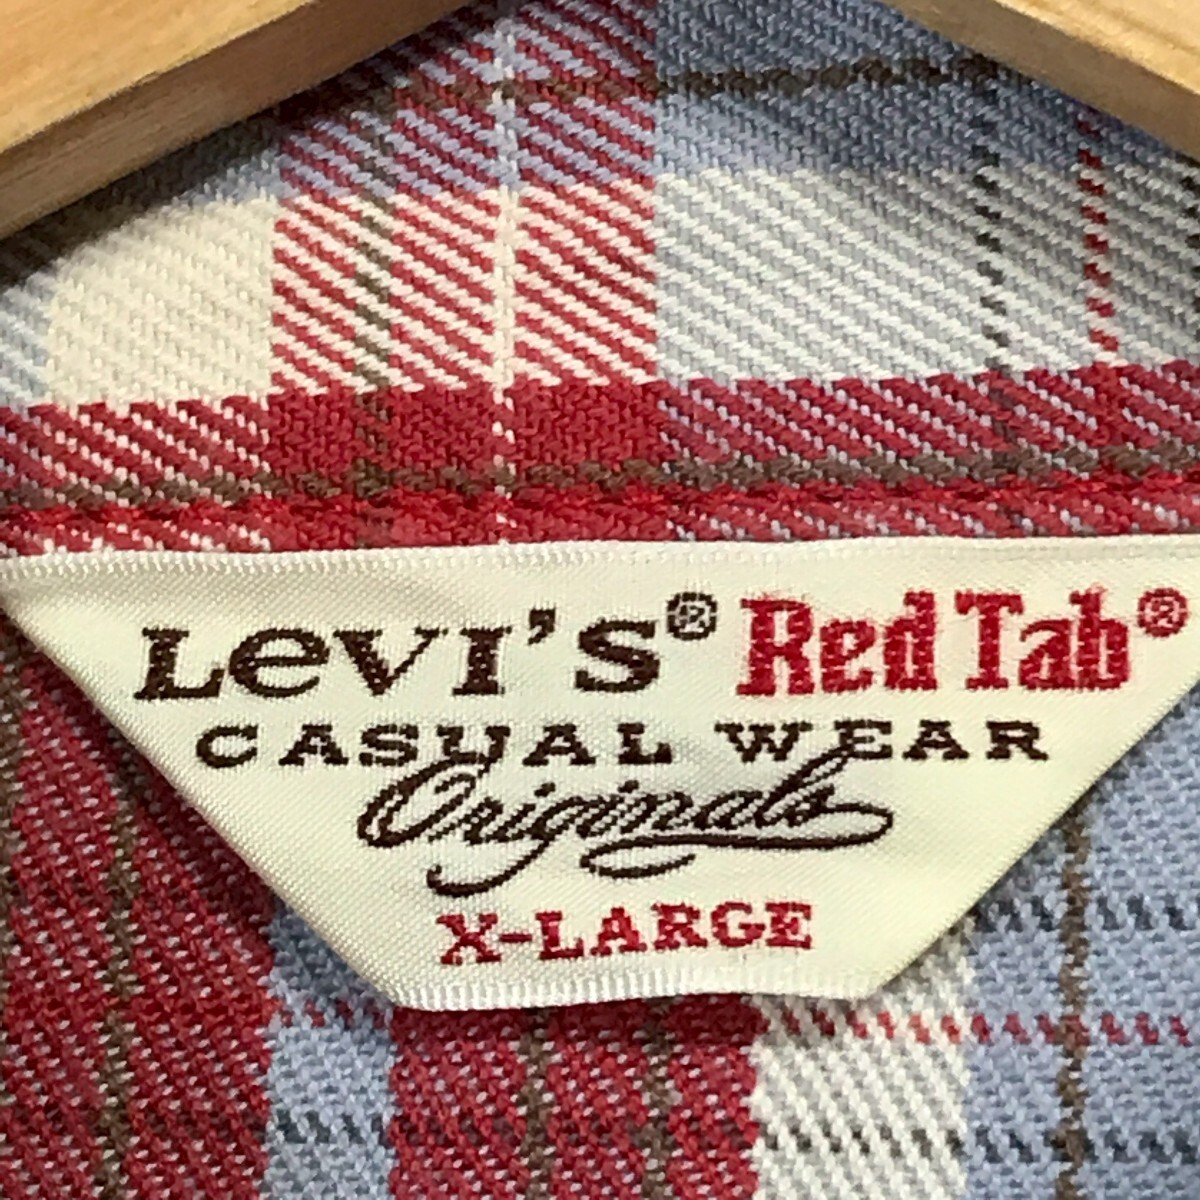 Levi's® Red Tab®
CASUAL WEAR
Originals
X-LARGE